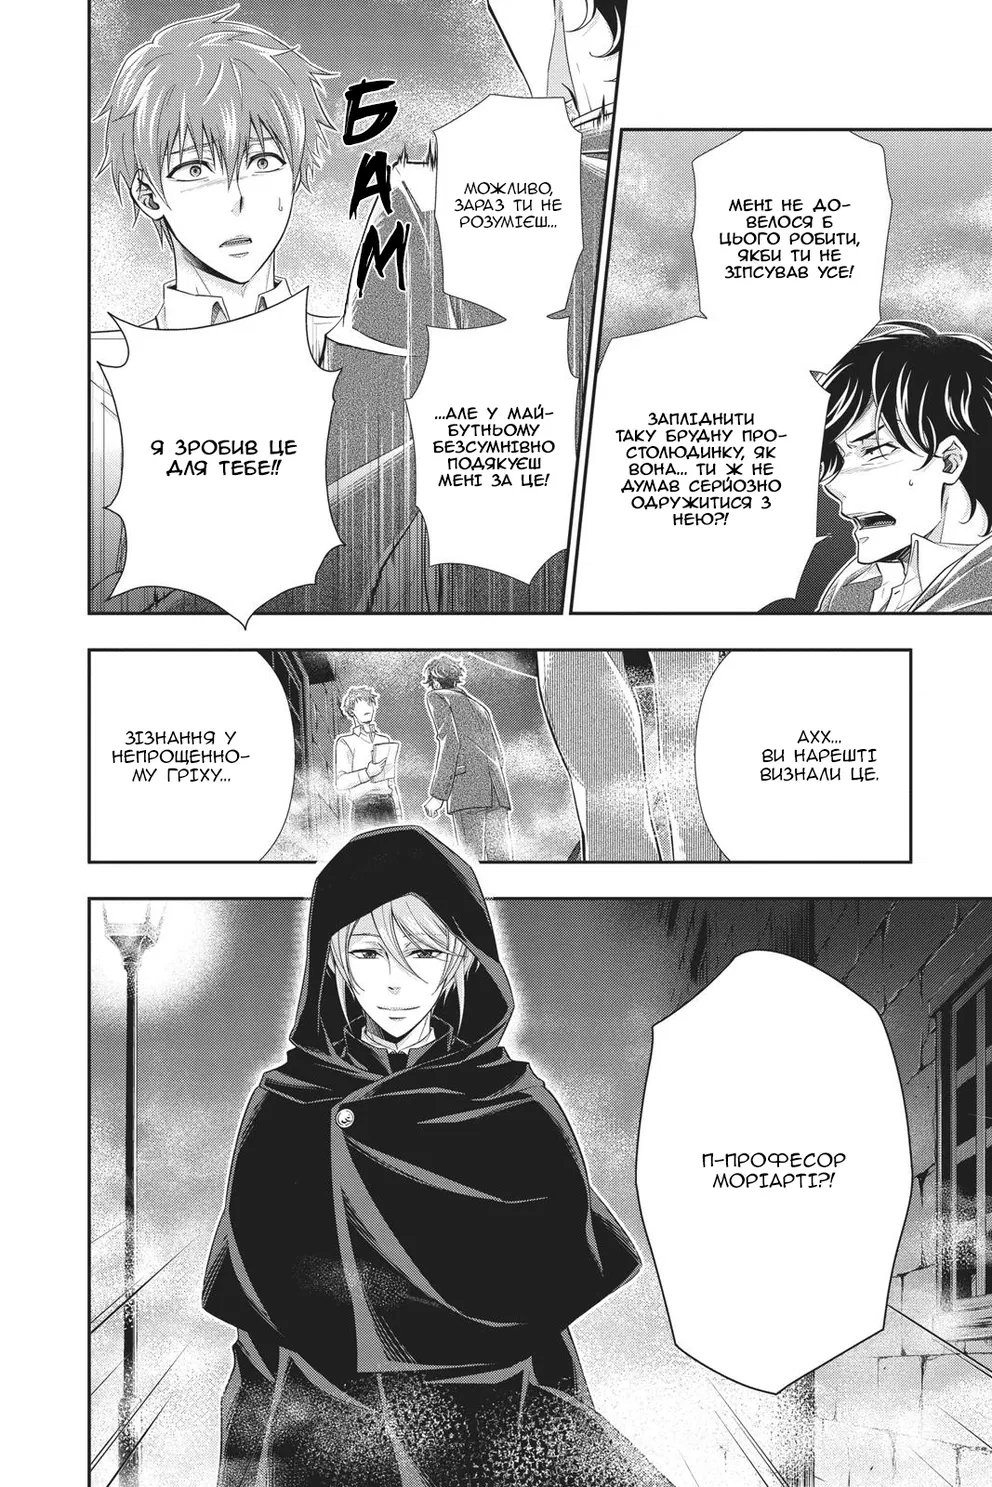 МЕНІ НЕ ДО-
ВЕЛОСЯ Б
ЦЬОГО РОБИТИ,
ЯКБИ ТИ НЕ
ЗІПСУВАВ УСЕ!
ЗАПЛІДНИТИ
ТАКУ БРУДНУ ПРО-
СТОЛЮДИНКУ, ЯК
ВОНА... ТИ Ж НЕ
ДУМАВ СЕРЙОЗНО
ОДРУЖИТИСЯ З
НЕЮ?!
МОЖЛИВО,
ЗАРАЗ ТИ НЕ
РОЗУМІЄШ...
...АЛЕ У МАЙ-
БУТНЬОМУ
БЕЗСУМНІВНО
ПОДЯКУЄШ
МЕНІ ЗА ЦЕ!
БАМ
Я ЗРОБИВ ЦЕ
ДЛЯ ТЕБЕ!!
АХХ...
ВИ НАРЕШТІ
ВИЗНАЛИ ЦЕ.
ЗІЗНАННЯ У
НЕПРОЩЕННО-
МУ ГРІХУ...
П-ПРОФЕСОР
МОРІАРТІ?!